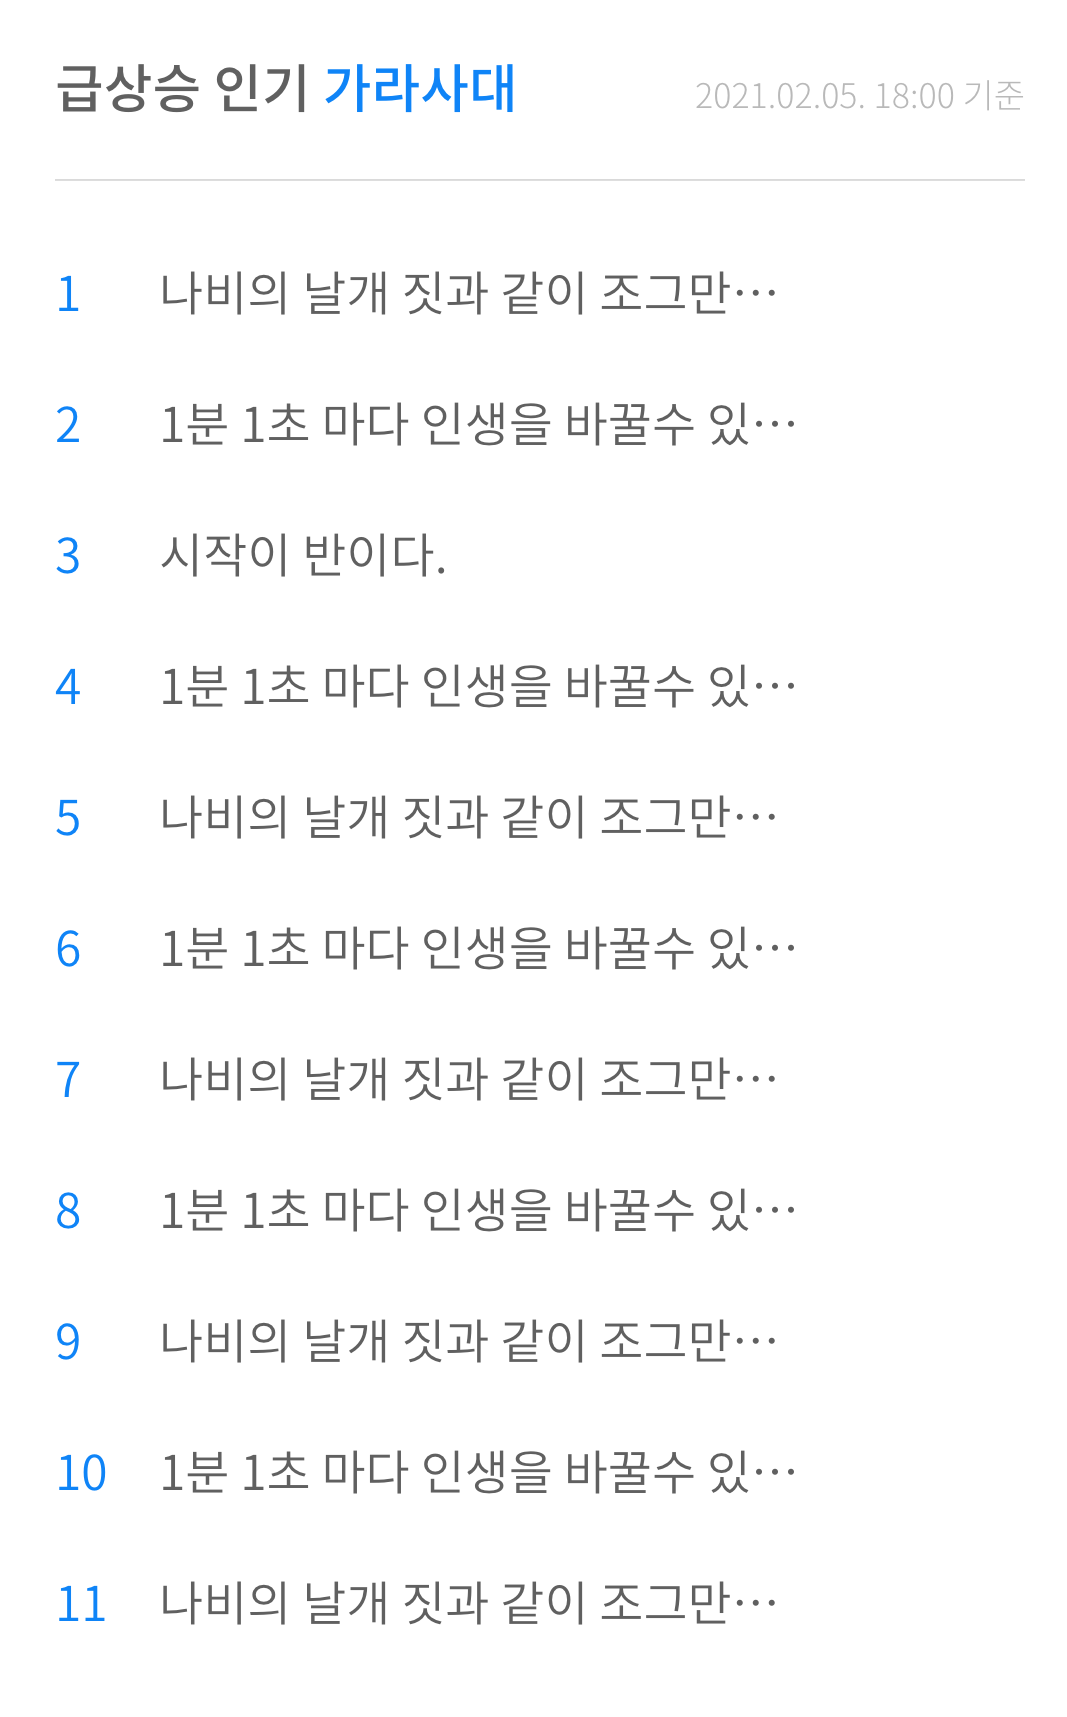 급상승 인기 가라사대 2021.02.05. 18:00 기준
1 나비의 날개 짓과 같이 조그만…
2 1분 1초 마다 인생을 바꿀수 있…
3 시작이 반이다.
4 1분 1초 마다 인생을 바꿀수 있…
5 나비의 날개 짓과 같이 조그만…
6 1분 1초 마다 인생을 바꿀수 있…
7 나비의 날개 짓과 같이 조그만…
8 1분 1초 마다 인생을 바꿀수 있…
9 나비의 날개 짓과 같이 조그만…
10 1분 1초 마다 인생을 바꿀수 있…
11 나비의 날개 짓과 같이 조그만…